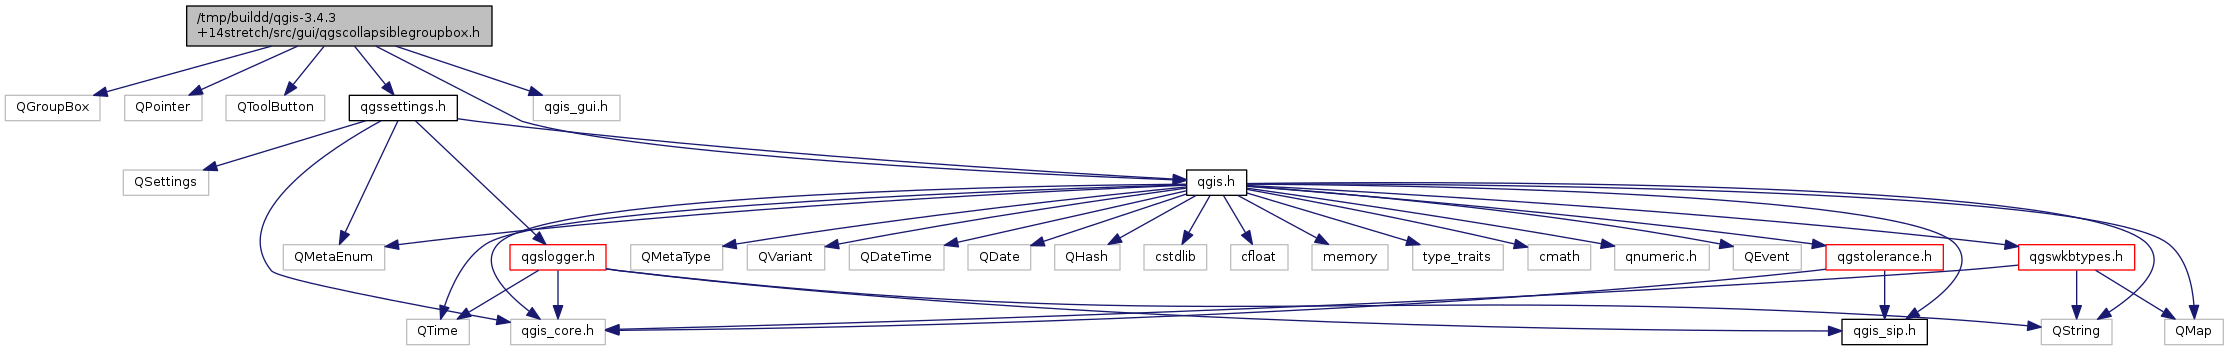 /tmp/buildd/qgis-3.4.3
+14stretch/src/gui/qgscollapsiblegroupbox.h
QGroupBox
QPointer
QToolButton
qgssettings.h
qgis_gui.h
QSettings
qgis.h
QMetaEnum
qgslogger.h
QMetaType
QVariant
QDateTime
QDate
QHash
cstdlib
cfloat
memory
type_traits
cmath
qnumeric.h
QEvent
qgstolerance.h
qgswkbtypes.h
QTime
qgis_core.h
qgis_sip.h
QString
QMap